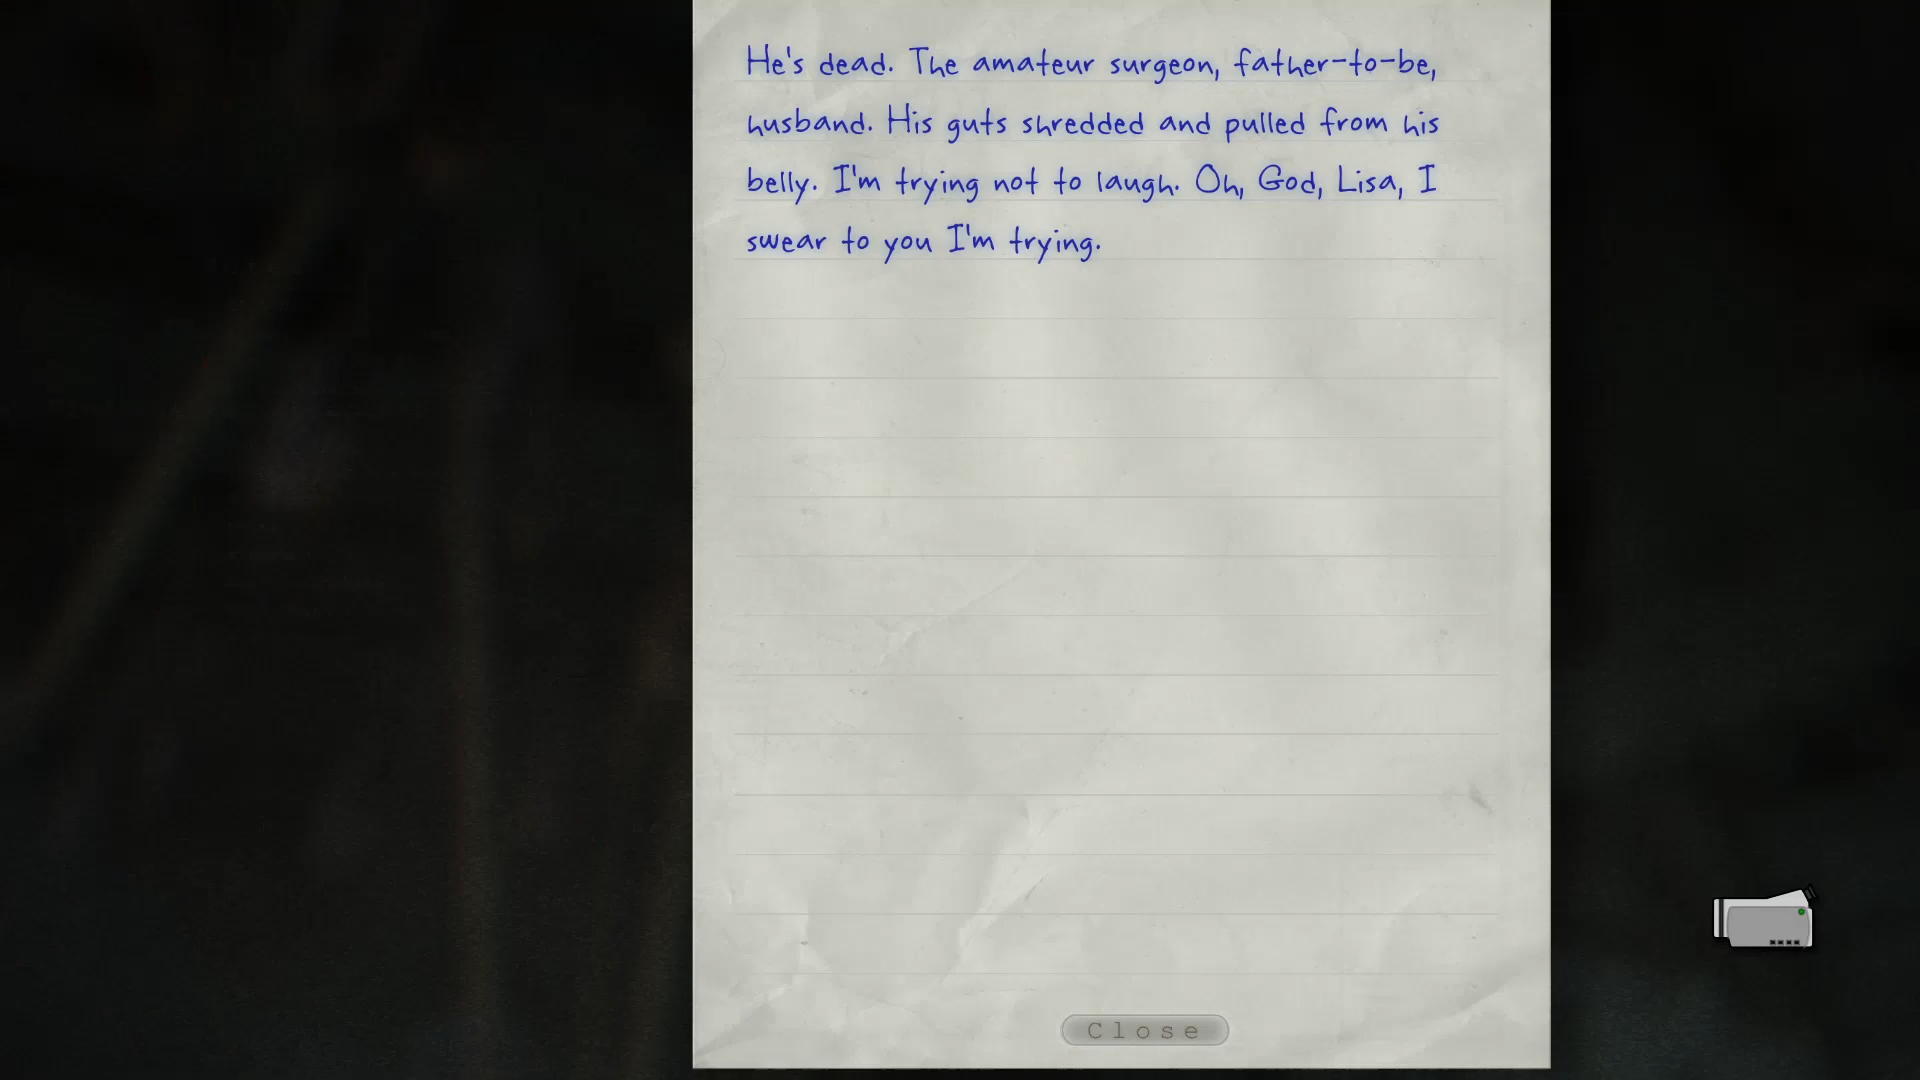 He's dead. The amateur surgeon, father-to-be,
husband. His guts shredded and pulled from his
belly. I'm trying not to laugh. Oh, God, Lisa, I
swear to you I'm trying.
Close